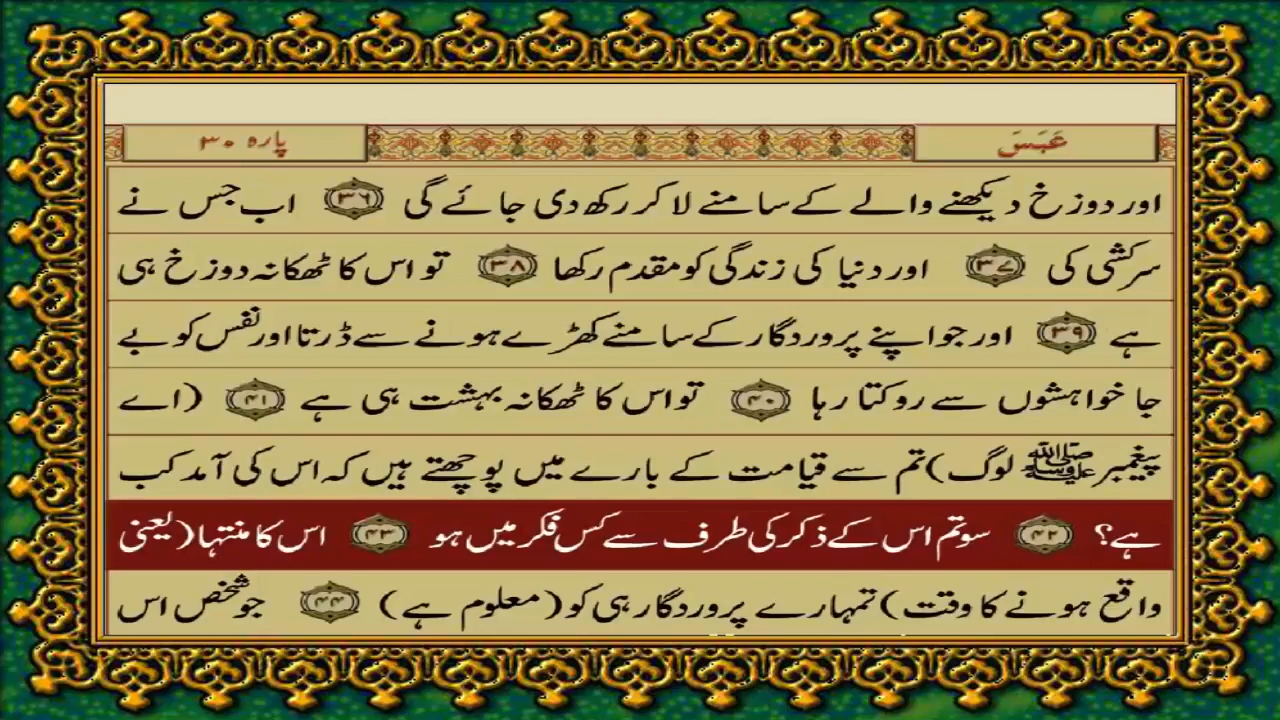 عَبَسَ پارہ ۳۰
اور دوزخ دیکھنے والے کے سامنے لا کر رکھ دی جائے گی ۳۶ اب جس نے
سرکشی کی ۳۷ اور دنیا کی زندگی کو مقدم رکھا ۳۸ تو اس کا ٹھکانہ دوزخ ہی
ہے ۳۹ اور جو اپنے پروردگار کے سامنے کھڑے ہونے سے ڈرتا اور نفس کو بے
جا خواہشوں سے روکتا رہا ۴۰ تو اس کا ٹھکانہ بہشت ہی ہے ۴۱ (اے
پیغمبر ﷺ لوگ) تم سے قیامت کے بارے میں پوچھتے ہیں کہ اس کی آمد کب
ہے؟ ۴۲ سو تم اس کے ذکر کی طرف سے کس فکر میں ہو ۴۳ اس کا منتہا (یعنی
واقع ہونے کا وقت) تمہارے پروردگار ہی کو (معلوم ہے) ۴۴ جو شخص اس